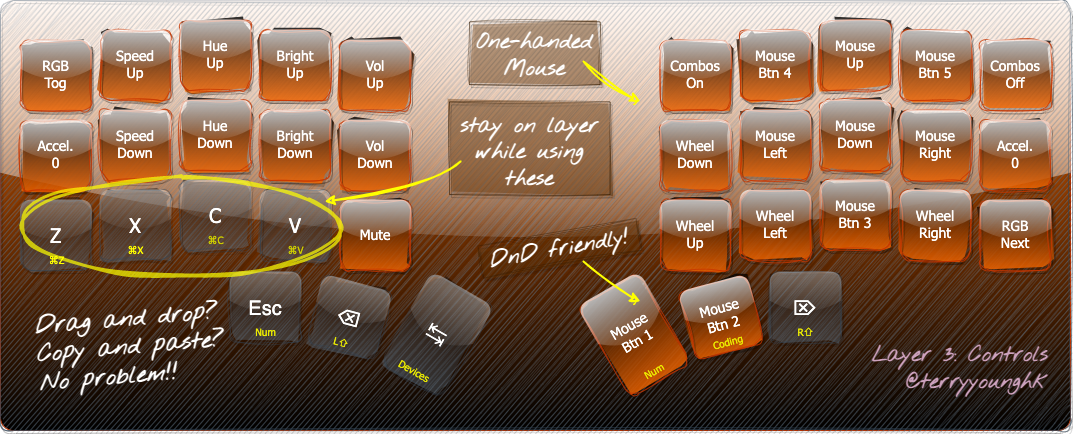 RGB
Tog
Speed
Up
Hue
Up
Bright
Up
Vol
Up
One-handed
Mouse
Combos
On
Mouse
Btn 4
Mouse
Up
Mouse
Btn 5
Combos
Off
Accel.
0
Speed
Down
Hue
Down
Bright
Down
Vol
Down
stay on layer
while using
these
Wheel
Down
Mouse
Left
Mouse
Down
Mouse
Right
Accel.
0
Z
⌘Z
X
⌘X
C
⌘C
V
⌘V
Mute
Wheel
Up
Wheel
Left
Mouse
Btn 3
Wheel
Right
RGB
Next
DnD friendly!
Drag and drop?
Copy and paste?
No problem!!
Esc
Num
⌫
L⇧
↹
Devices
Mouse
Btn 1
Num
Mouse
Btn 2
Coding
⌦
R⇧
Layer 3: Controls
@terryyounghk